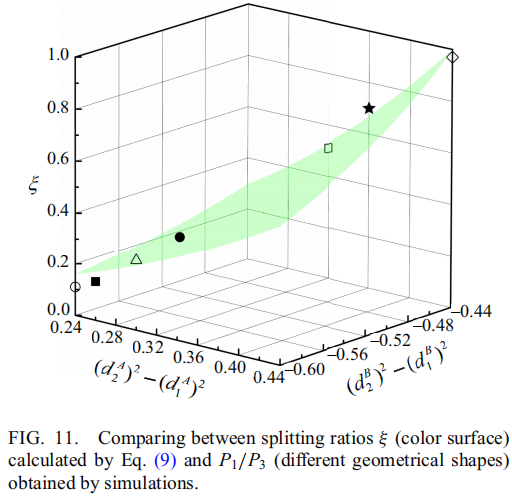 1.0
0.8
0.6
ξ
0.4
0.2
0.0
0.24
0.28
0.32
0.36
0.40
0.44
(d₂ᴬ)²−(d₁ᴬ)²
−0.60
−0.56
−0.52
−0.48
−0.44
(d₂ᴮ)²−(d₁ᴮ)²
FIG. 11. Comparing between splitting ratios ξ (color surface)
calculated by Eq. (9) and P₁/P₃ (different geometrical shapes)
obtained by simulations.